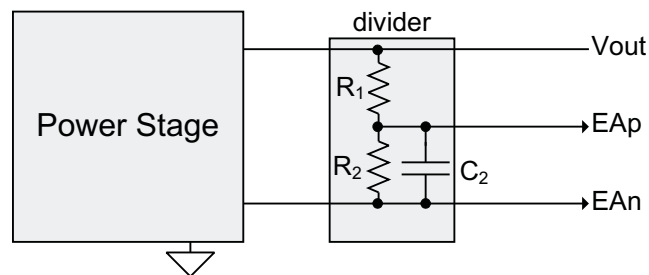 divider
Vout
R₁
EAp
Power Stage
R₂
C₂
EAn